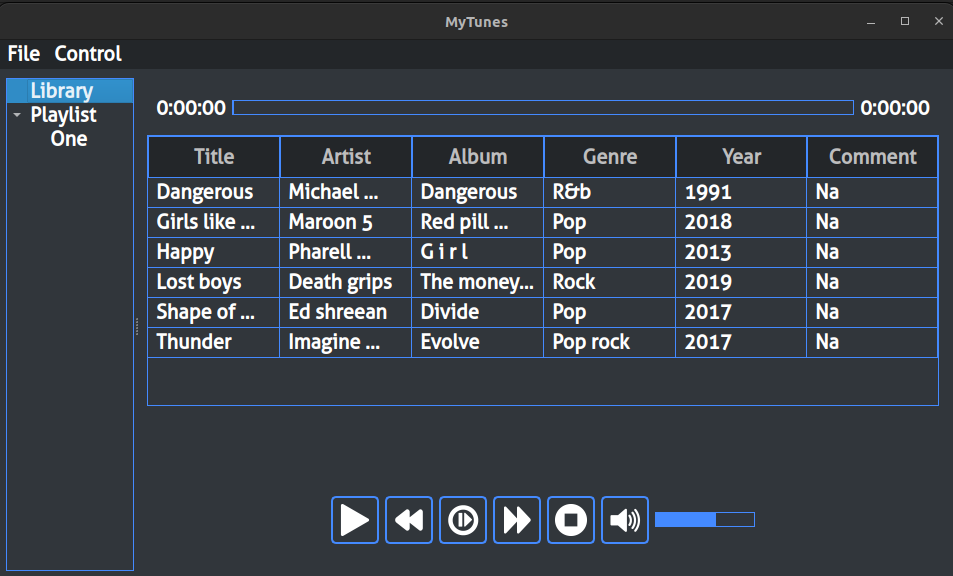 MyTunes
File Control
Library
Playlist
One
0:00:00 0:00:00
Title Artist Album Genre Year Comment
Dangerous Michael ... Dangerous R&b 1991 Na
Girls like ... Maroon 5 Red pill ... Pop 2018 Na
Happy Pharell ... G i r l Pop 2013 Na
Lost boys Death grips The money... Rock 2019 Na
Shape of ... Ed shreean Divide Pop 2017 Na
Thunder Imagine ... Evolve Pop rock 2017 Na